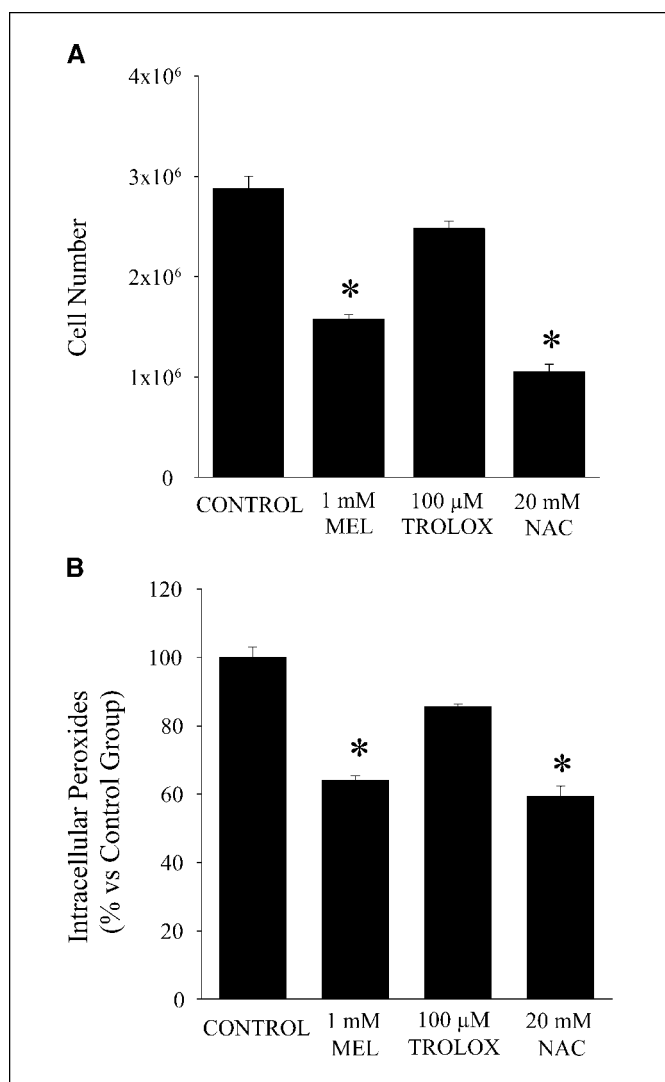 A
4x10⁶
3x10⁶
2x10⁶
1x10⁶
0
Cell Number
*
*
CONTROL
1 mM
MEL
100 µM
TROLOX
20 mM
NAC
B
120
100
80
60
40
20
0
Intracellular Peroxides
(% vs Control Group)
*
*
CONTROL
1 mM
MEL
100 µM
TROLOX
20 mM
NAC